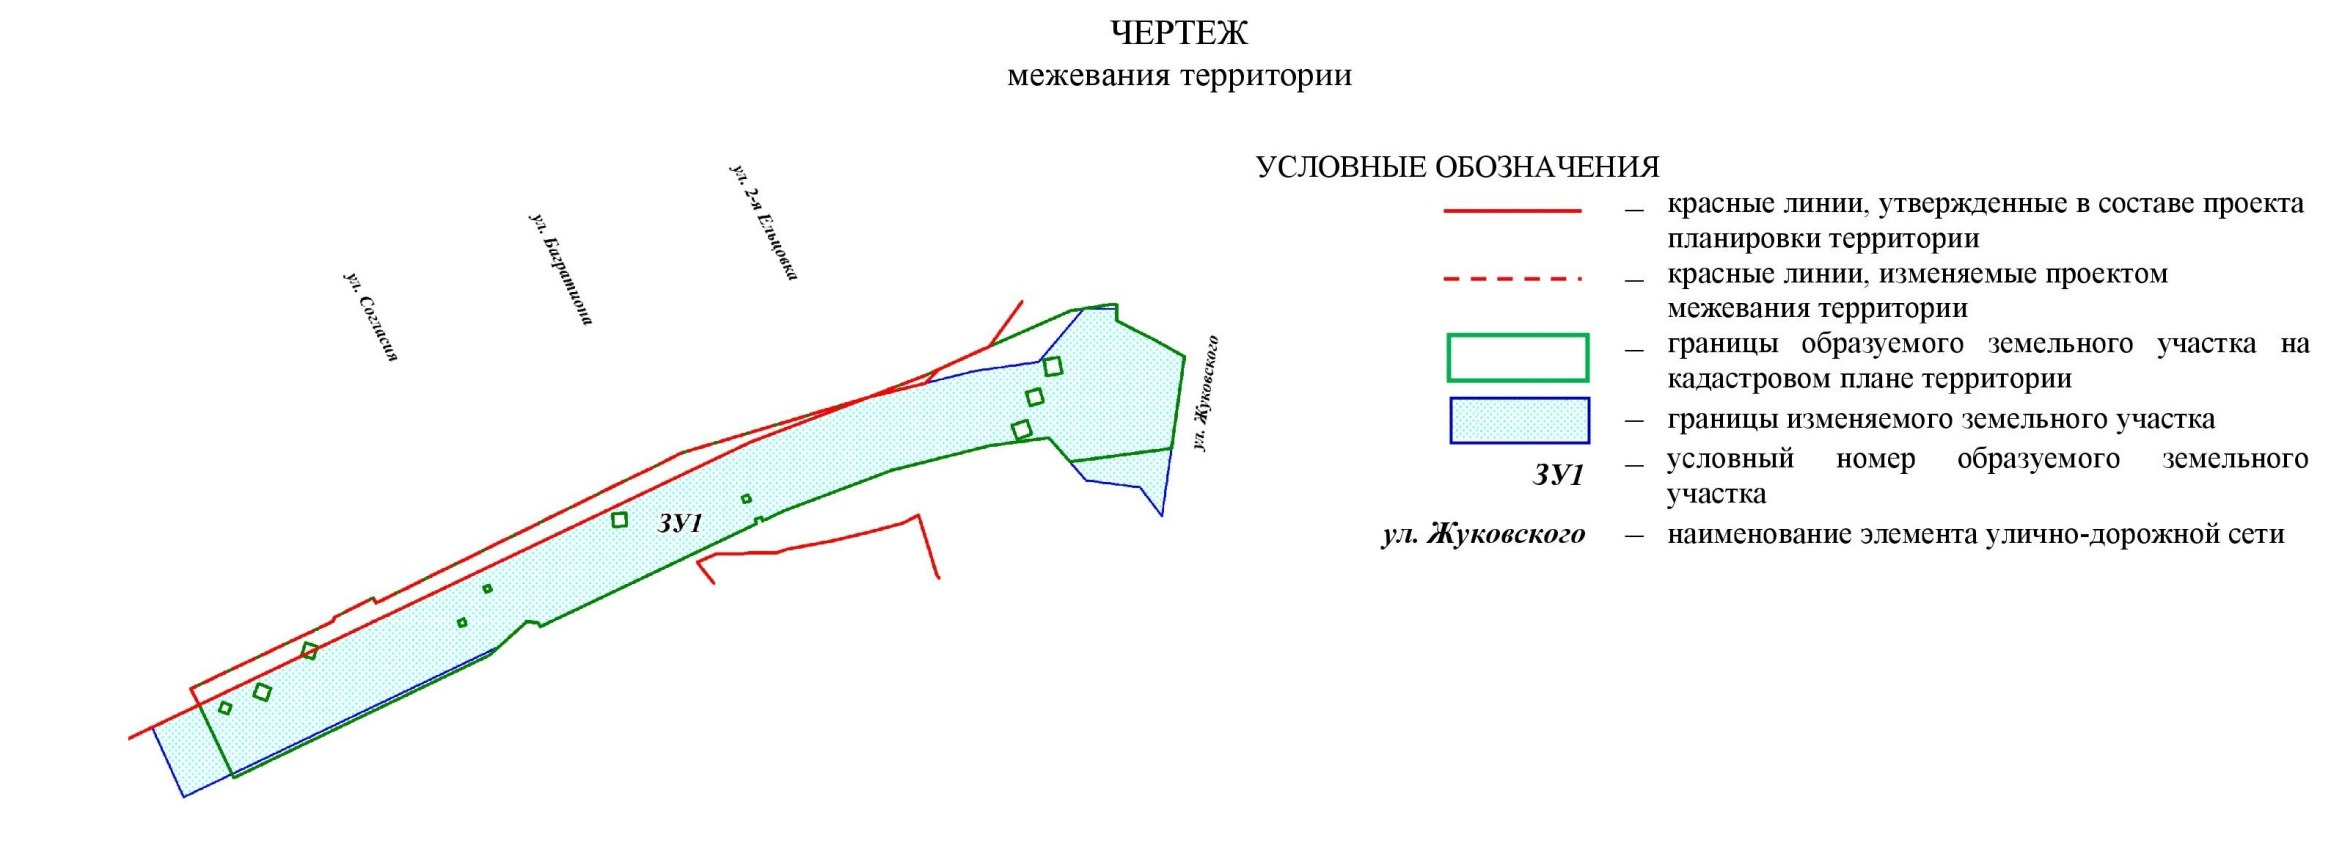 ЧЕРТЕЖ
межевания территории
УСЛОВНЫЕ ОБОЗНАЧЕНИЯ
– красные линии, утвержденные в составе проекта
планировки территории
– красные линии, изменяемые проектом
межевания территории
– границы образуемого земельного участка на
кадастровом плане территории
– границы изменяемого земельного участка
ЗУ1 – условный номер образуемого земельного
участка
ул. Жуковского – наименование элемента улично-дорожной сети
ул. Согласия
ул. Багратиона
ул. 2-я Ельцовка
ул. Жуковского
ЗУ1